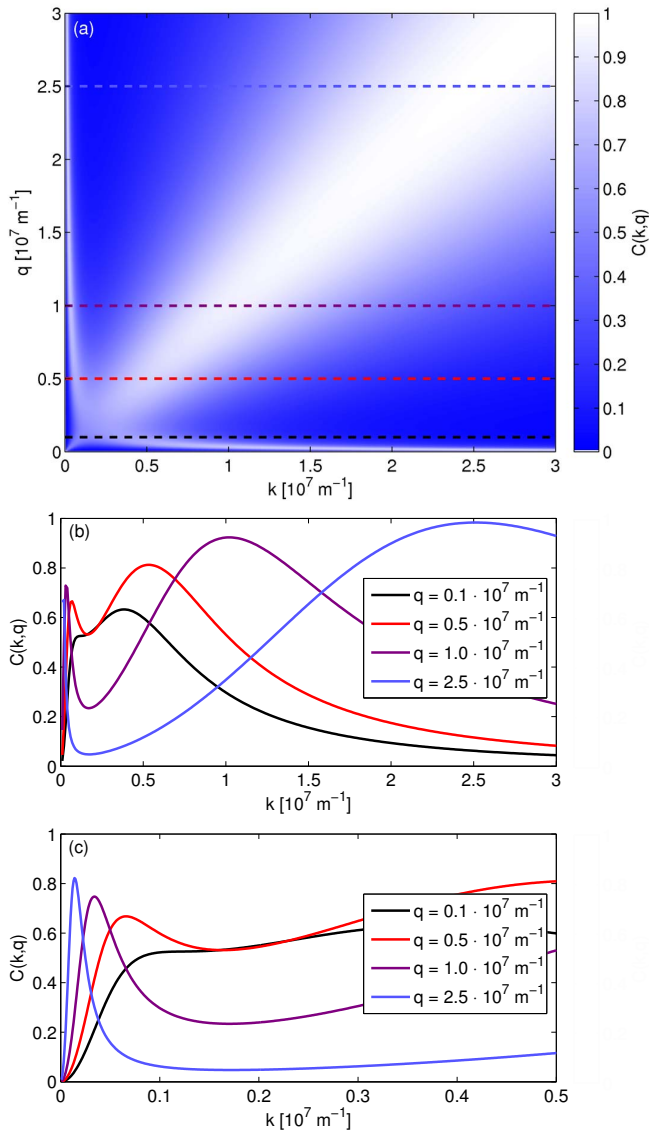 (a)
3
2.5
2
1.5
1
0.5
0
q [10⁷ m⁻¹]
0 0.5 1 1.5 2 2.5 3
k [10⁷ m⁻¹]
1
0.9
0.8
0.7
0.6
0.5
0.4
0.3
0.2
0.1
0
C(k,q)
(b)
1
0.8
0.6
0.4
0.2
0
C(k,q)
q = 0.1 · 10⁷ m⁻¹
q = 0.5 · 10⁷ m⁻¹
q = 1.0 · 10⁷ m⁻¹
q = 2.5 · 10⁷ m⁻¹
0 0.5 1 1.5 2 2.5 3
k [10⁷ m⁻¹]
(c)
1
0.8
0.6
0.4
0.2
0
C(k,q)
q = 0.1 · 10⁷ m⁻¹
q = 0.5 · 10⁷ m⁻¹
q = 1.0 · 10⁷ m⁻¹
q = 2.5 · 10⁷ m⁻¹
0 0.1 0.2 0.3 0.4 0.5
k [10⁷ m⁻¹]